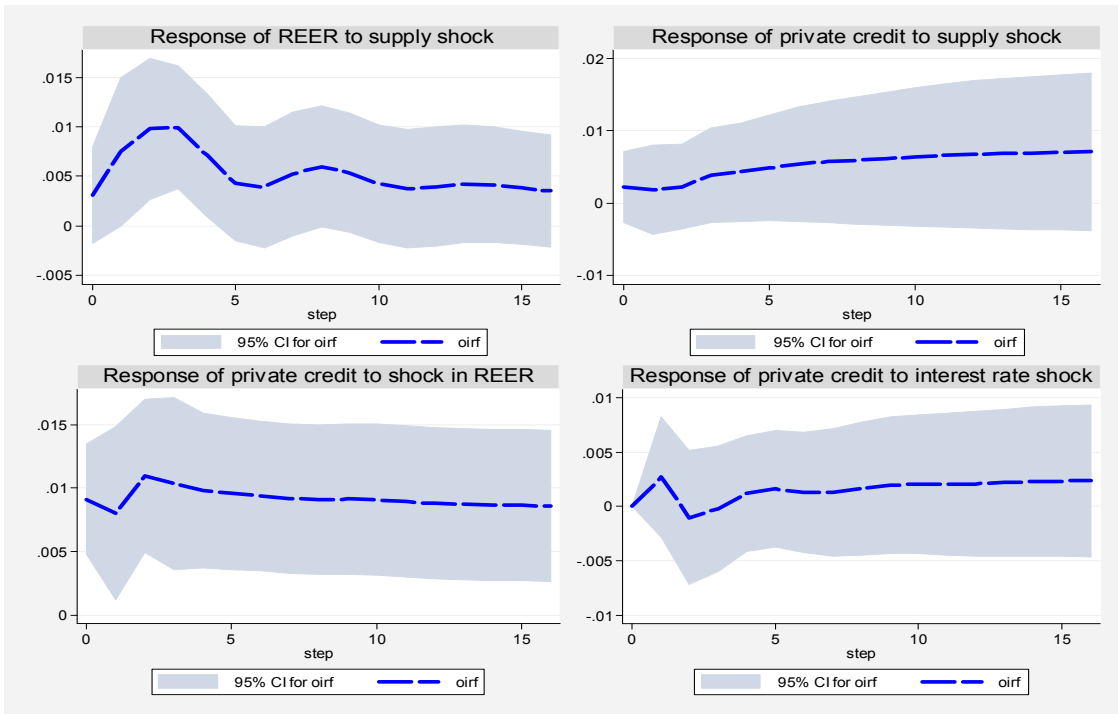 Response of REER to supply shock
.015
.01
.005
0
-.005
0 5 10 15
step
95% CI for oirf oirf
Response of private credit to supply shock
.02
.01
0
-.01
0 5 10 15
step
95% CI for oirf oirf
Response of private credit to shock in REER
.015
.01
.005
0
0 5 10 15
step
95% CI for oirf oirf
Response of private credit to interest rate shock
.01
.005
0
-.005
-.01
0 5 10 15
step
95% CI for oirf oirf